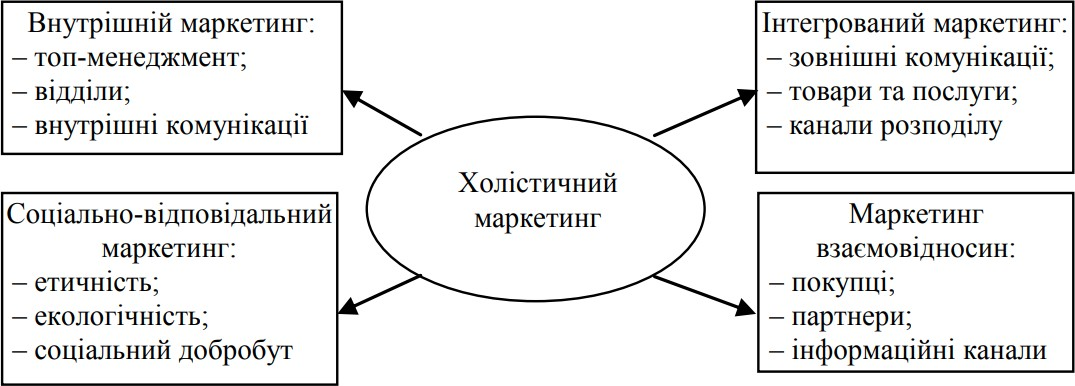 Внутрішній маркетинг:
– топ-менеджмент;
– відділи;
– внутрішні комунікації
Інтегрований маркетинг:
– зовнішні комунікації;
– товари та послуги;
– канали розподілу
Холістичний
маркетинг
Соціально-відповідальний
маркетинг:
– етичність;
– екологічність;
– соціальний добробут
Маркетинг
взаємовідносин:
– покупці;
– партнери;
– інформаційні канали